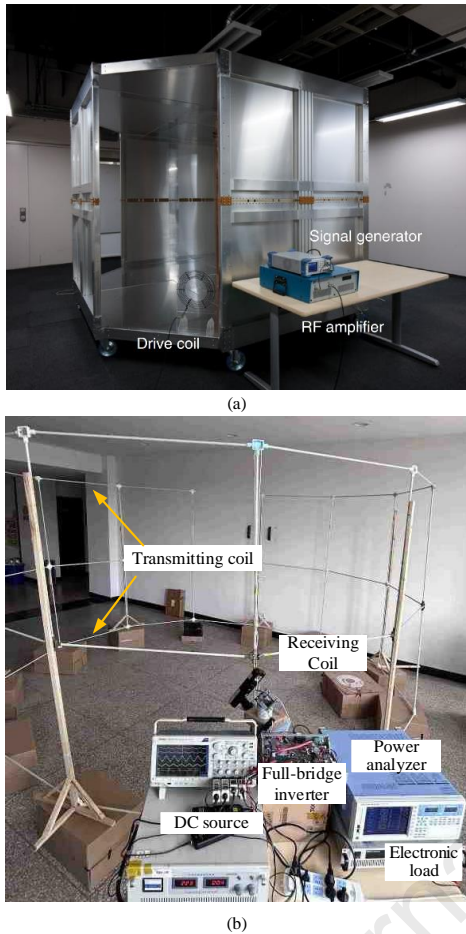 Signal generator
RF amplifier
Drive coil
(a)
Transmitting coil
Receiving
Coil
Power
analyzer
Full-bridge
inverter
DC source
Electronic
load
(b)